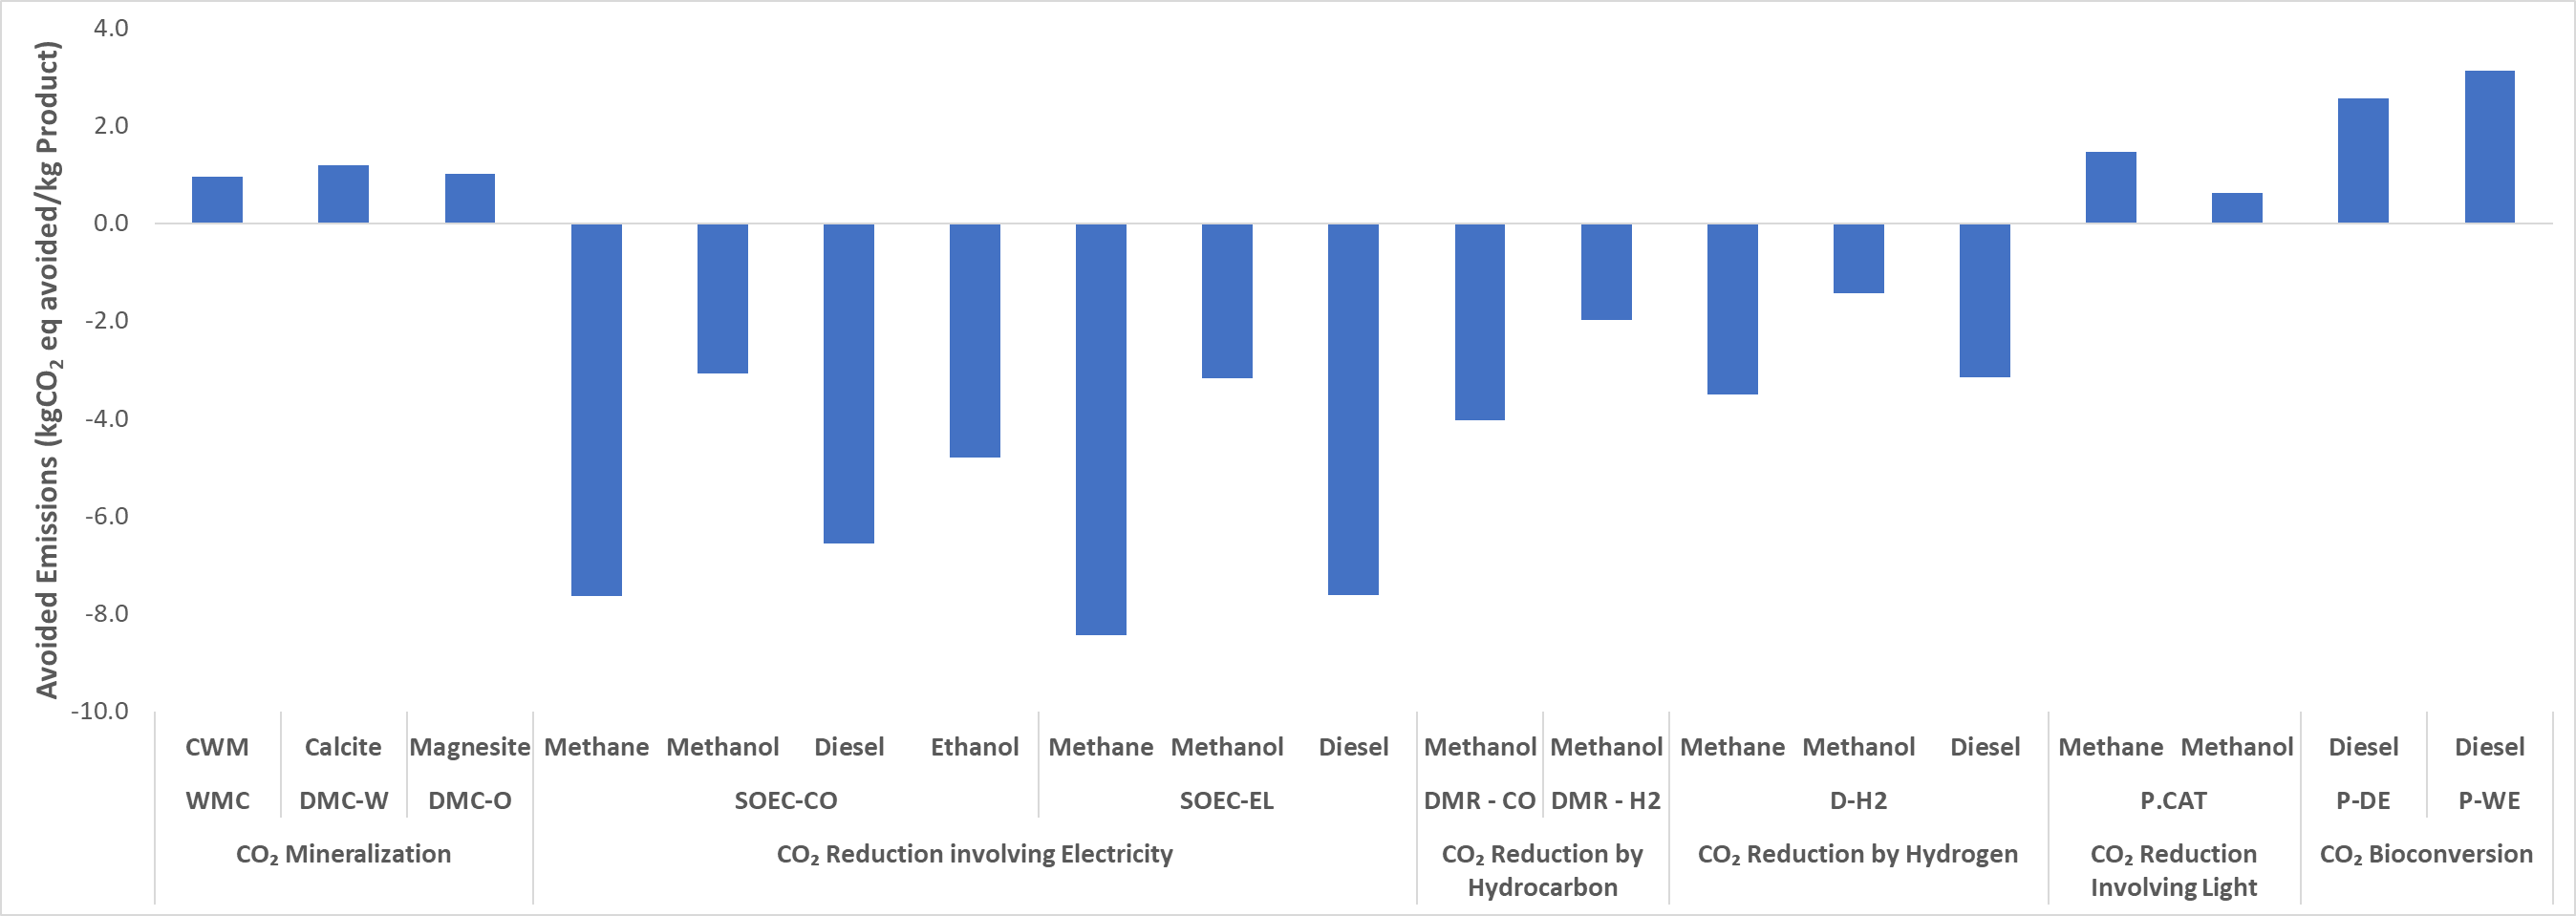 Avoided Emissions (kgCO₂ eq avoided/kg Product)
4.0
2.0
0.0
-2.0
-4.0
-6.0
-8.0
-10.0
CWM Calcite Magnesite Methane Methanol Diesel Ethanol Methane Methanol Diesel Methanol Methanol Methane Methanol Diesel Methane Methanol Diesel Diesel
WMC DMC-W DMC-O SOEC-CO SOEC-EL DMR - CO DMR - H2 D-H2 P.CAT P-DE P-WE
CO₂ Mineralization CO₂ Reduction involving Electricity CO₂ Reduction by CO₂ Reduction by Hydrogen CO₂ Reduction CO₂ Bioconversion
Hydrocarbon Involving Light